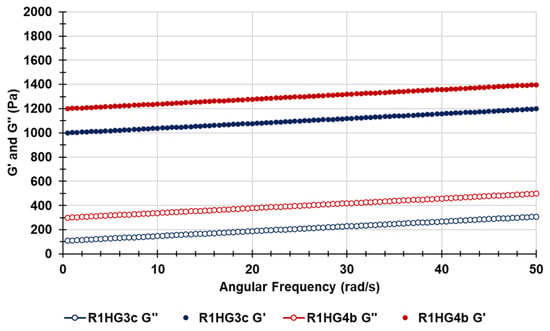 2000
1800
1600
1400
1200
1000
800
600
400
200
0
G' and G" (Pa)
0 10 20 30 40 50
Angular Frequency (rad/s)
R1HG3c G" R1HG3c G' R1HG4b G" R1HG4b G'